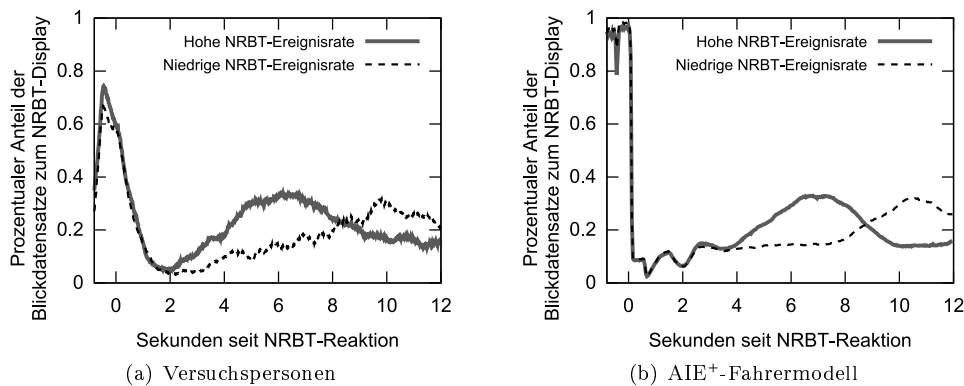 Prozentualer Anteil der
Blickdatensätze zum NRBT-Display
1
0.8
0.6
0.4
0.2
0
Hohe NRBT-Ereignisrate
Niedrige NRBT-Ereignisrate
0 2 4 6 8 10 12
Sekunden seit NRBT-Reaktion
(a) Versuchspersonen
Prozentualer Anteil der
Blickdatensätze zum NRBT-Display
1
0.8
0.6
0.4
0.2
0
Hohe NRBT-Ereignisrate
Niedrige NRBT-Ereignisrate
0 2 4 6 8 10 12
Sekunden seit NRBT-Reaktion
(b) AIE⁺-Fahrermodell